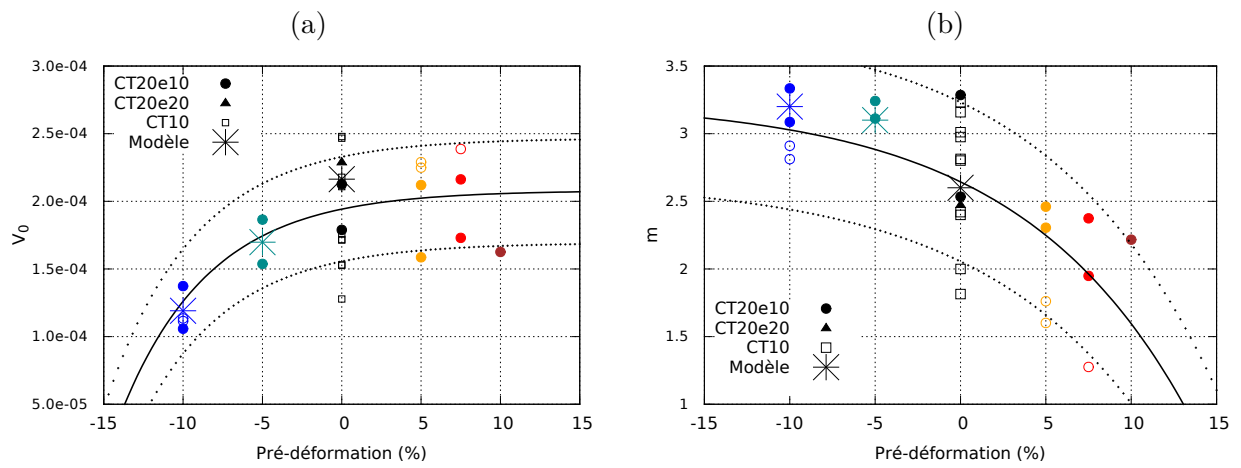 (a)
3.0e-04
2.5e-04
2.0e-04
1.5e-04
1.0e-04
5.0e-05
V0
CT20e10
CT20e20
CT10
Modèle
-15 -10 -5 0 5 10 15
Pré-déformation (%)
(b)
3.5
3
2.5
2
1.5
1
m
CT20e10
CT20e20
CT10
Modèle
-15 -10 -5 0 5 10 15
Pré-déformation (%)